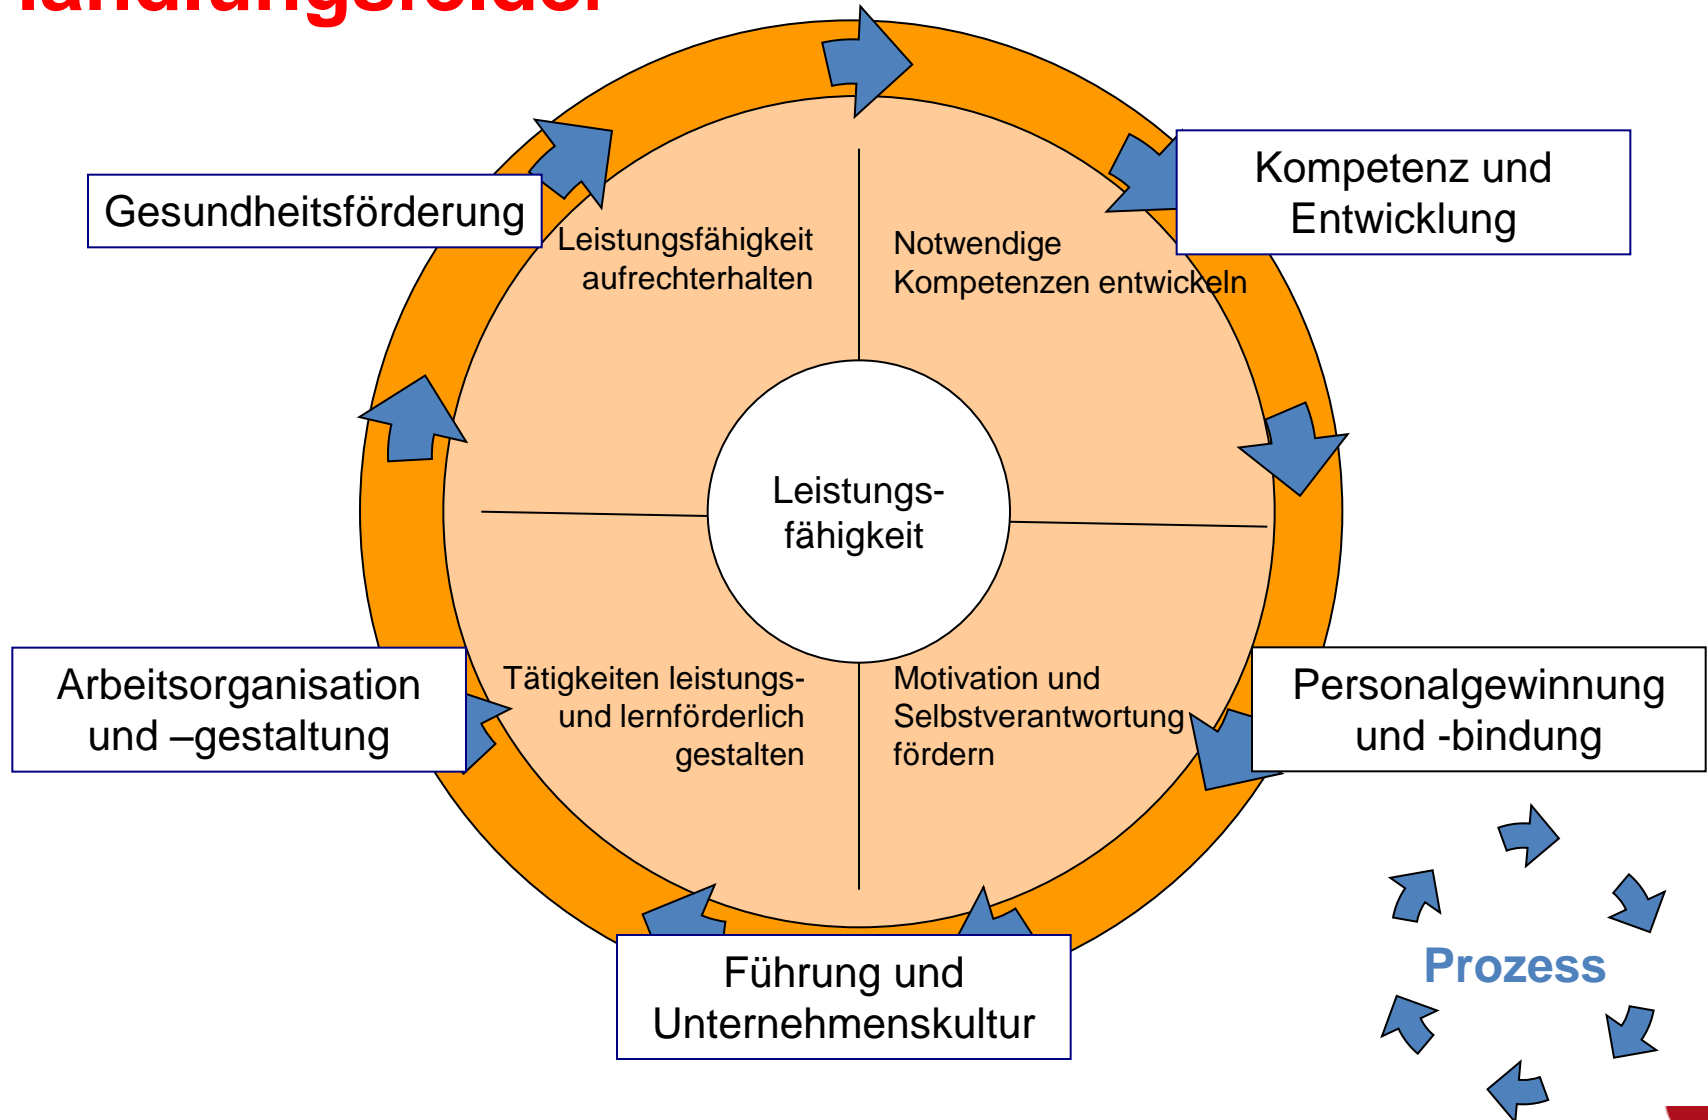 Gesundheitsförderung
Kompetenz und
Entwicklung
Leistungsfähigkeit
aufrechterhalten
Notwendige
Kompetenzen entwickeln
Leistungs-
fähigkeit
Arbeitsorganisation
und –gestaltung
Tätigkeiten leistungs-
und lernförderlich
gestalten
Motivation und
Selbstverantwortung
fördern
Personalgewinnung
und -bindung
Führung und
Unternehmenskultur
Prozess